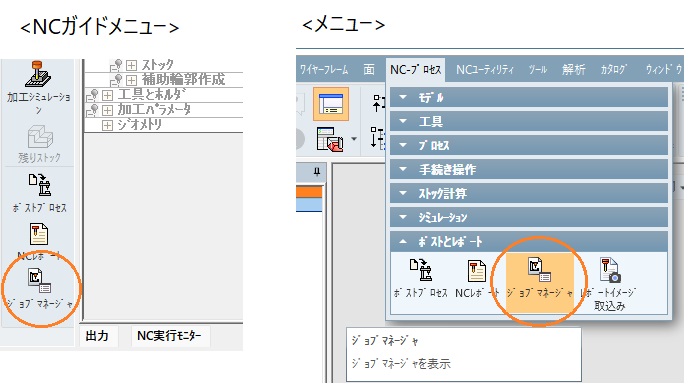 <NCガイドメニュー>
ストック
補助輪郭作成
工具とホルダ
加工パラメータ
ジオメトリ
加工シミュレーショ
ン
残りストック
ポストプロセス
NCレポート
ジョブマネージャ
出力 NC実行モニター
<メニュー>
ワイヤーフレーム 面 NC-プロセス NCユーティリティ ツール 解析 カタログ ウィンドウ
モデル
工具
プロセス
手続き操作
ストック計算
シミュレーション
ポストとレポート
ポストプロセス NCレポート ジョブマネージャ レポートイメージ
取込み
ジョブマネージャ
ジョブマネージャを表示